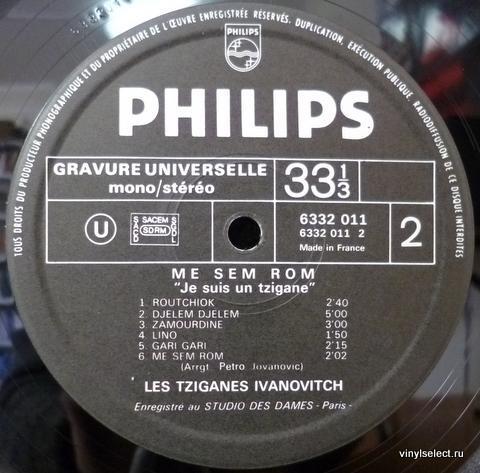 TOUS DROITS DU PRODUCTEUR PHONOGRAPHIQUE ET DU PROPRIÉTAIRE DE L'ŒUVRE ENREGISTRÉE RÉSERVÉS. DUPLICATION, EXÉCUTION PUBLIQUE, RADIODIFFUSION DE CE DISQUE INTERDITES
PHILIPS
PHILIPS
GRAVURE UNIVERSELLE
mono/stéréo
33 1/3
U
SACEM
SACD
SDRM
SGDL
6332 011
6332 011 2
Made in France
2
ME SEM ROM
"Je suis un tzigane"
1. ROUTCHIOK 2'40
2. DJELEM DJELEM 5'00
3. ZAMOURDINE 3'00
4. LINO 1'50
5. GARI GARI 2'15
6. ME SEM ROM 2'02
(Arrgt. Petro Jovanovic)
LES TZIGANES IVANOVITCH
Enregistré au STUDIO DES DAMES - Paris -
vinylselect.ru